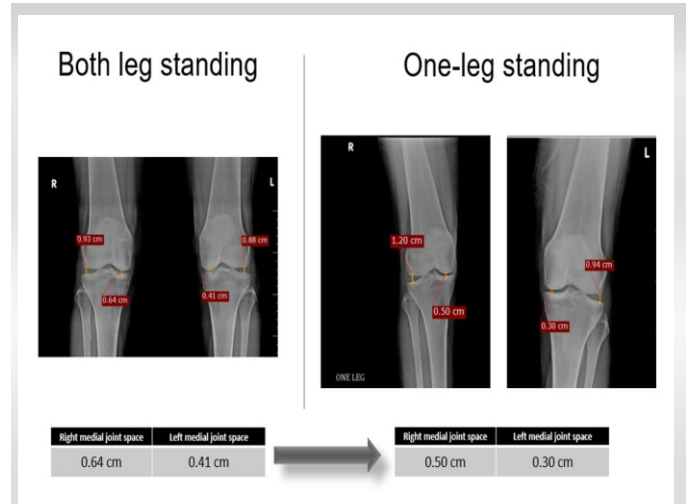 Both leg standing
One-leg standing
R
L
0.93 cm
0.88 cm
0.64 cm
0.41 cm
R
L
1.20 cm
0.94 cm
0.50 cm
0.30 cm
ONE LEG
Right medial joint space Left medial joint space
0.64 cm 0.41 cm
Right medial joint space Left medial joint space
0.50 cm 0.30 cm